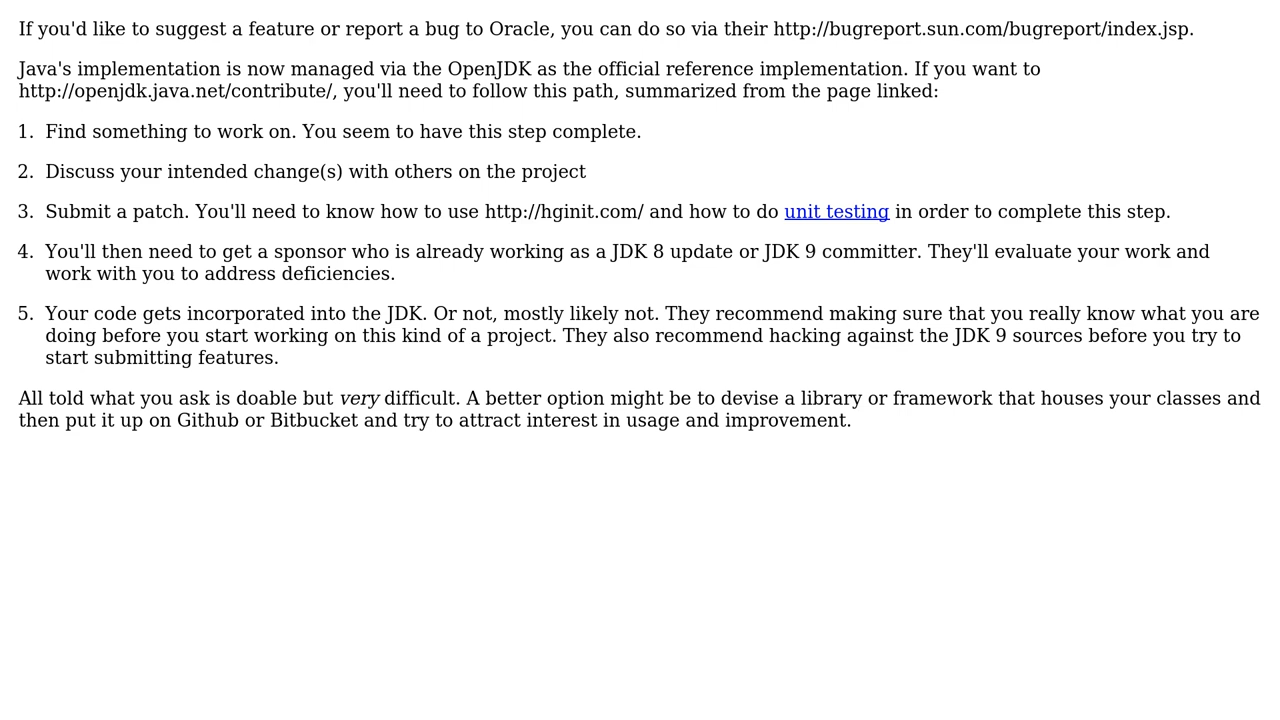 If you'd like to suggest a feature or report a bug to Oracle, you can do so via their http://bugreport.sun.com/bugreport/index.jsp.
Java's implementation is now managed via the OpenJDK as the official reference implementation. If you want to
http://openjdk.java.net/contribute/, you'll need to follow this path, summarized from the page linked:
1. Find something to work on. You seem to have this step complete.
2. Discuss your intended change(s) with others on the project
3. Submit a patch. You'll need to know how to use http://hginit.com/ and how to do unit testing in order to complete this step.
4. You'll then need to get a sponsor who is already working as a JDK 8 update or JDK 9 committer. They'll evaluate your work and
work with you to address deficiencies.
5. Your code gets incorporated into the JDK. Or not, mostly likely not. They recommend making sure that you really know what you are
doing before you start working on this kind of a project. They also recommend hacking against the JDK 9 sources before you try to
start submitting features.
All told what you ask is doable but very difficult. A better option might be to devise a library or framework that houses your classes and
then put it up on Github or Bitbucket and try to attract interest in usage and improvement.